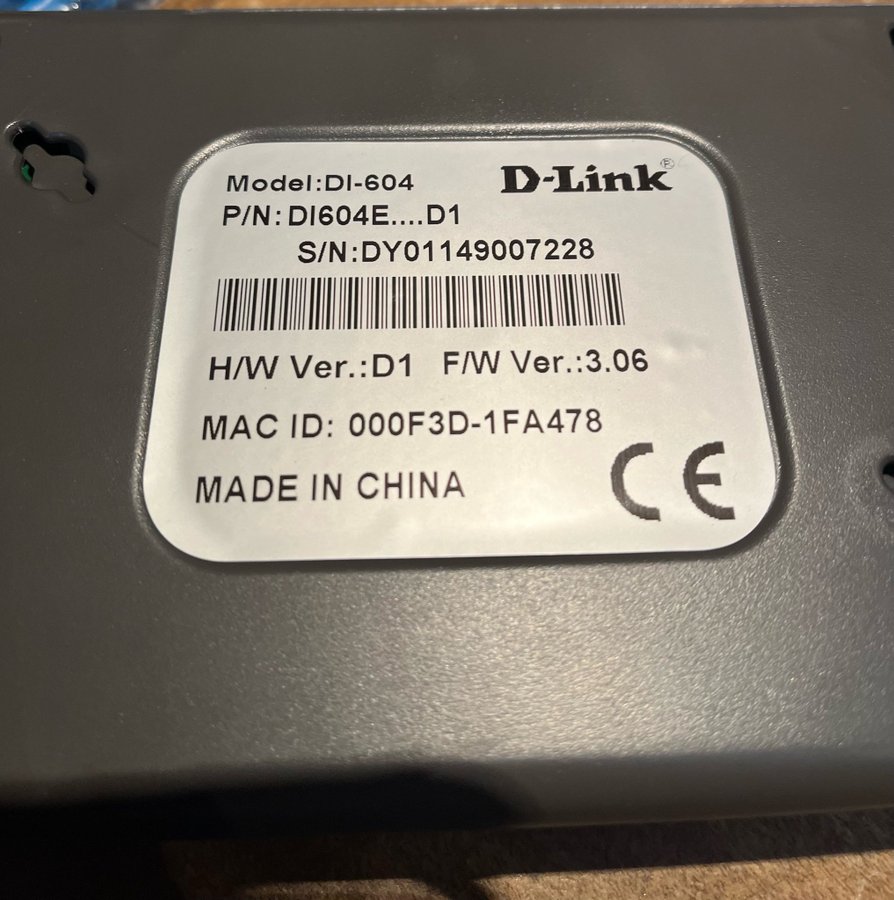 Model:DI-604 D-Link®
P/N:DI604E....D1
S/N:DY01149007228
H/W Ver.:D1 F/W Ver.:3.06
MAC ID: 000F3D-1FA478
MADE IN CHINA CE